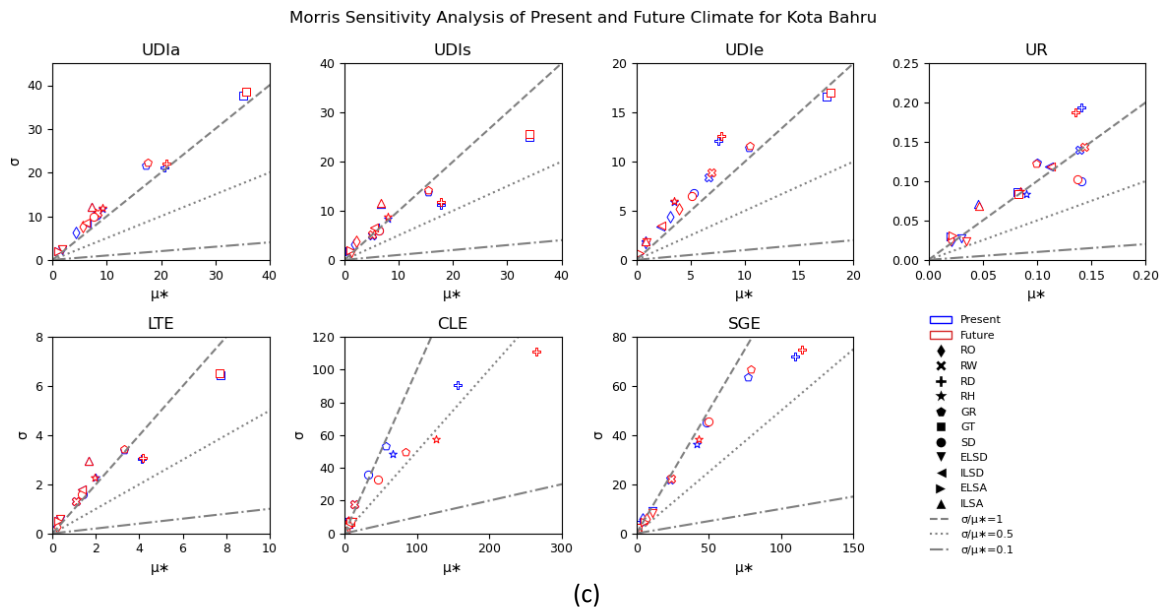 Morris Sensitivity Analysis of Present and Future Climate for Kota Bahru
UDIa
UDIs
UDIe
UR
σ
40
30
20
10
0
0 10 20 30 40
μ∗
40
30
20
10
0
0 10 20 30 40
μ∗
20
15
10
5
0
0 5 10 15 20
μ∗
0.25
0.20
0.15
0.10
0.05
0.00
0.00 0.05 0.10 0.15 0.20
μ∗
LTE
CLE
SGE
σ
8
6
4
2
0
0 2 4 6 8 10
μ∗
σ
120
100
80
60
40
20
0
0 100 200 300
μ∗
σ
80
60
40
20
0
0 50 100 150
μ∗
Present
Future
RO
RW
RD
RH
GR
GT
SD
ELSD
ILSD
ELSA
ILSA
σ/μ∗=1
σ/μ∗=0.5
σ/μ∗=0.1
(c)